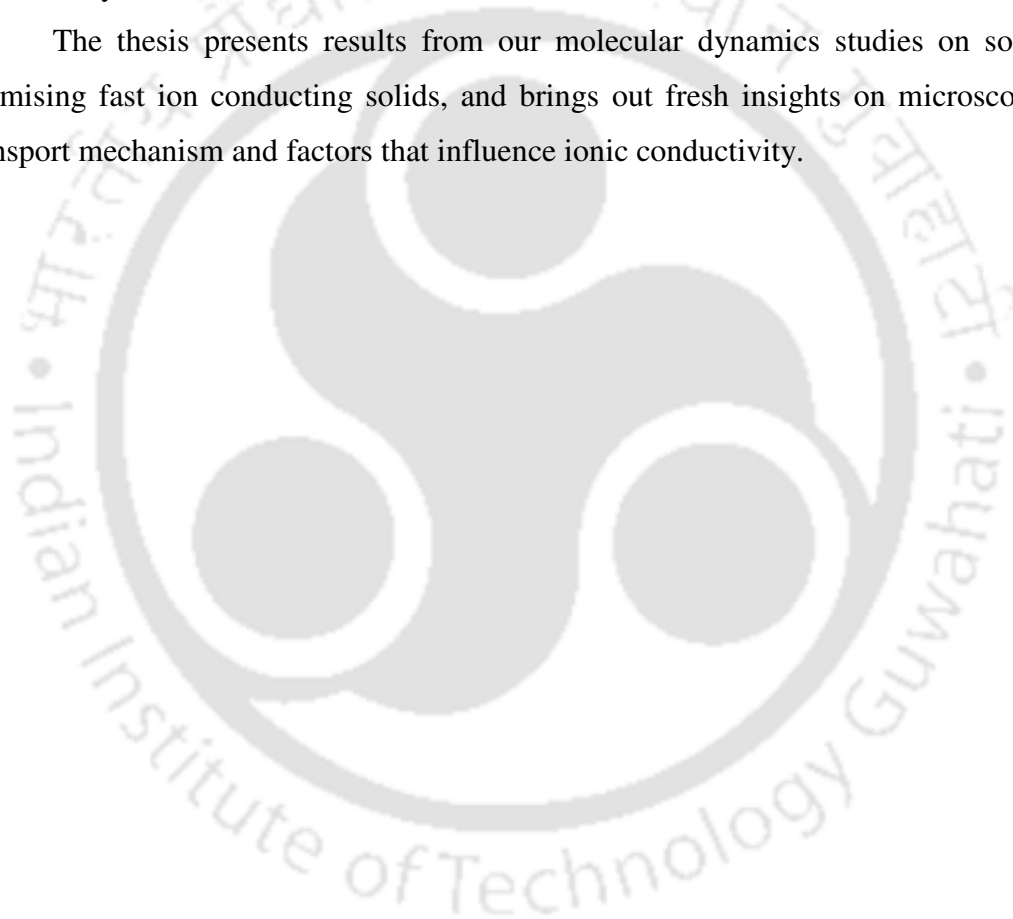 The thesis presents results from our molecular dynamics studies on so
mising fast ion conducting solids, and brings out fresh insights on microsco
nsport mechanism and factors that influence ionic conductivity.
Indian Institute of Technology Guwahati